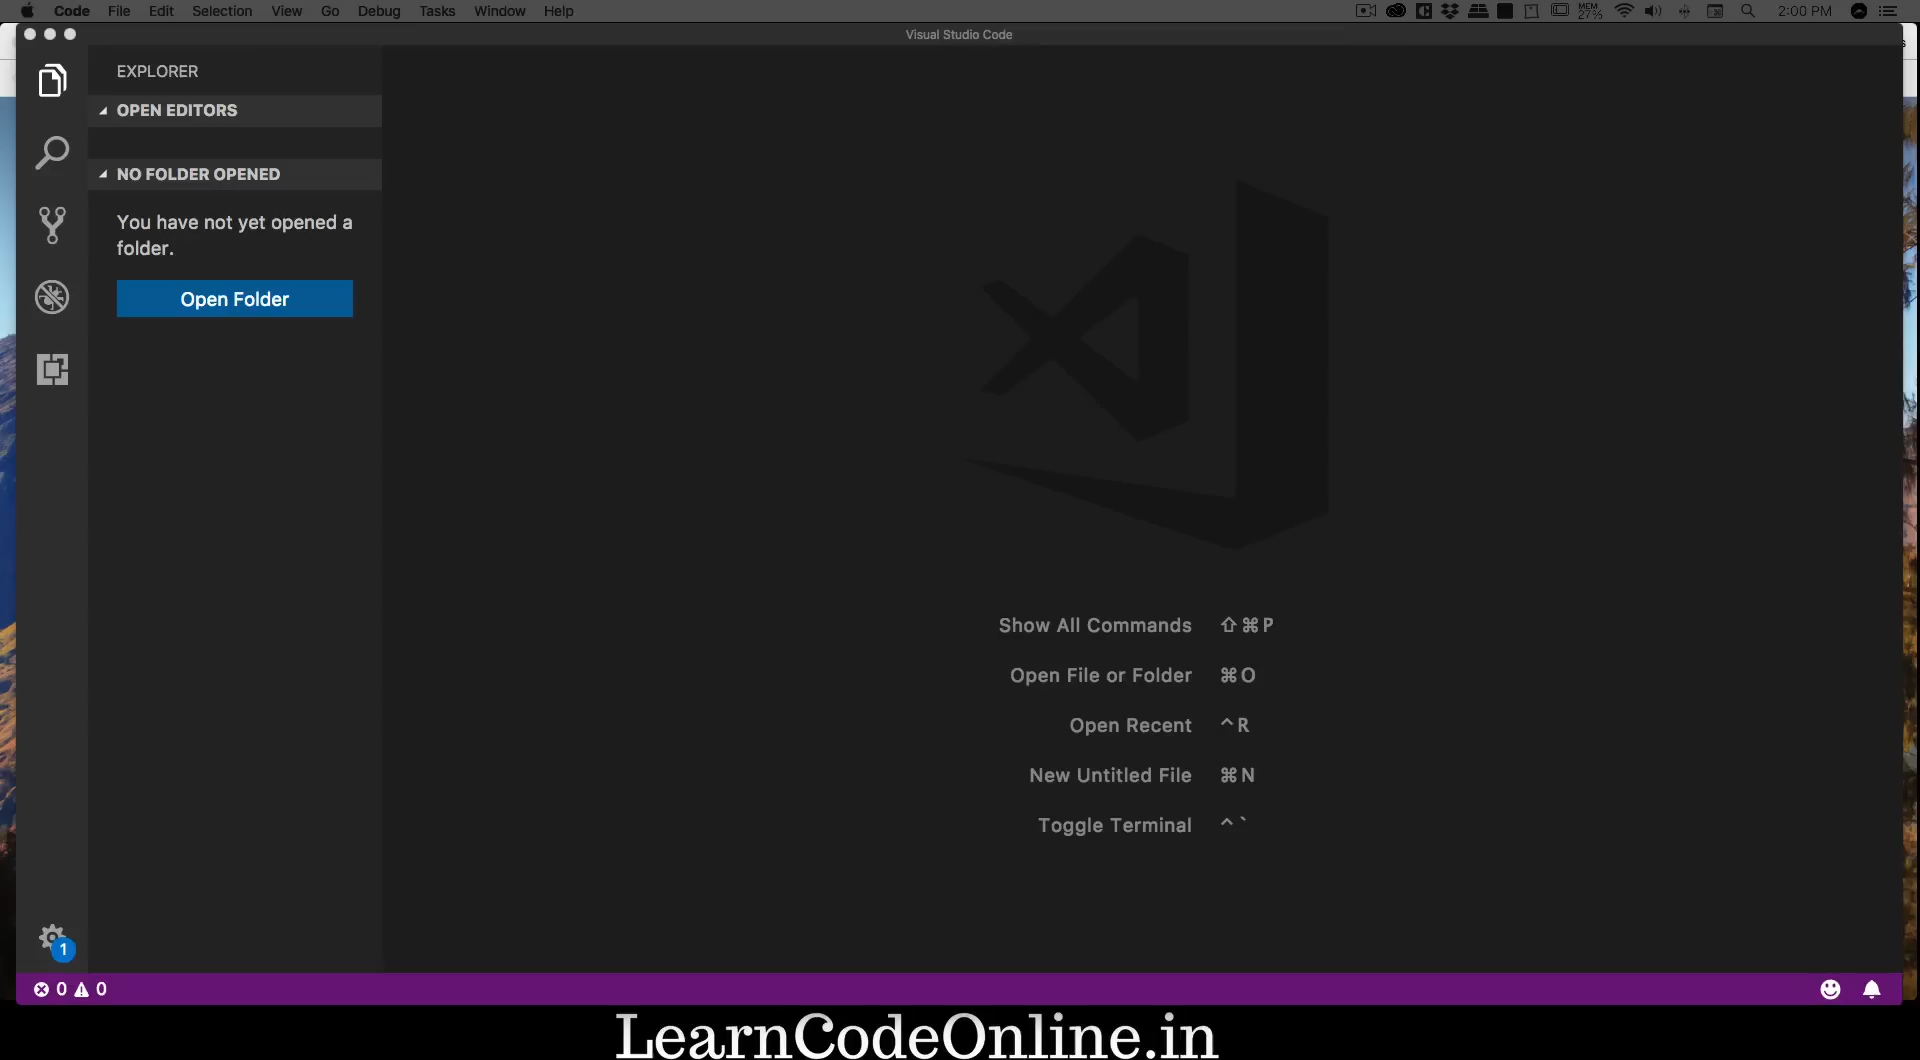 Code File Edit Selection View Go Debug Tasks Window Help MEM 27% 2:00 PM
Visual Studio Code
EXPLORER
OPEN EDITORS
NO FOLDER OPENED
You have not yet opened a
folder.
Open Folder
Show All Commands ⇧⌘P
Open File or Folder ⌘O
Open Recent ^R
New Untitled File ⌘N
Toggle Terminal ^`
1
0 0
LearnCodeOnline.in